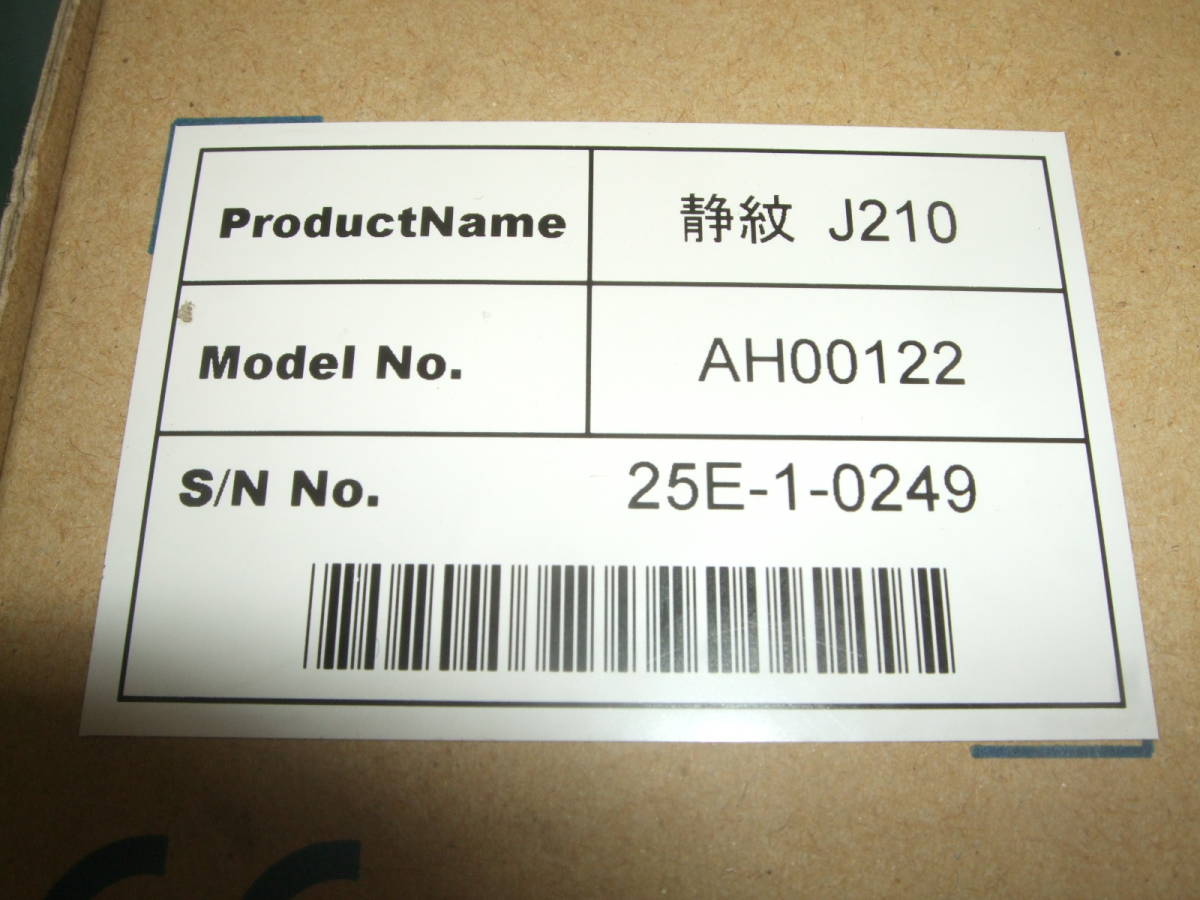 ProductName 静紋 J210
Model No. AH00122
S/N No. 25E-1-0249